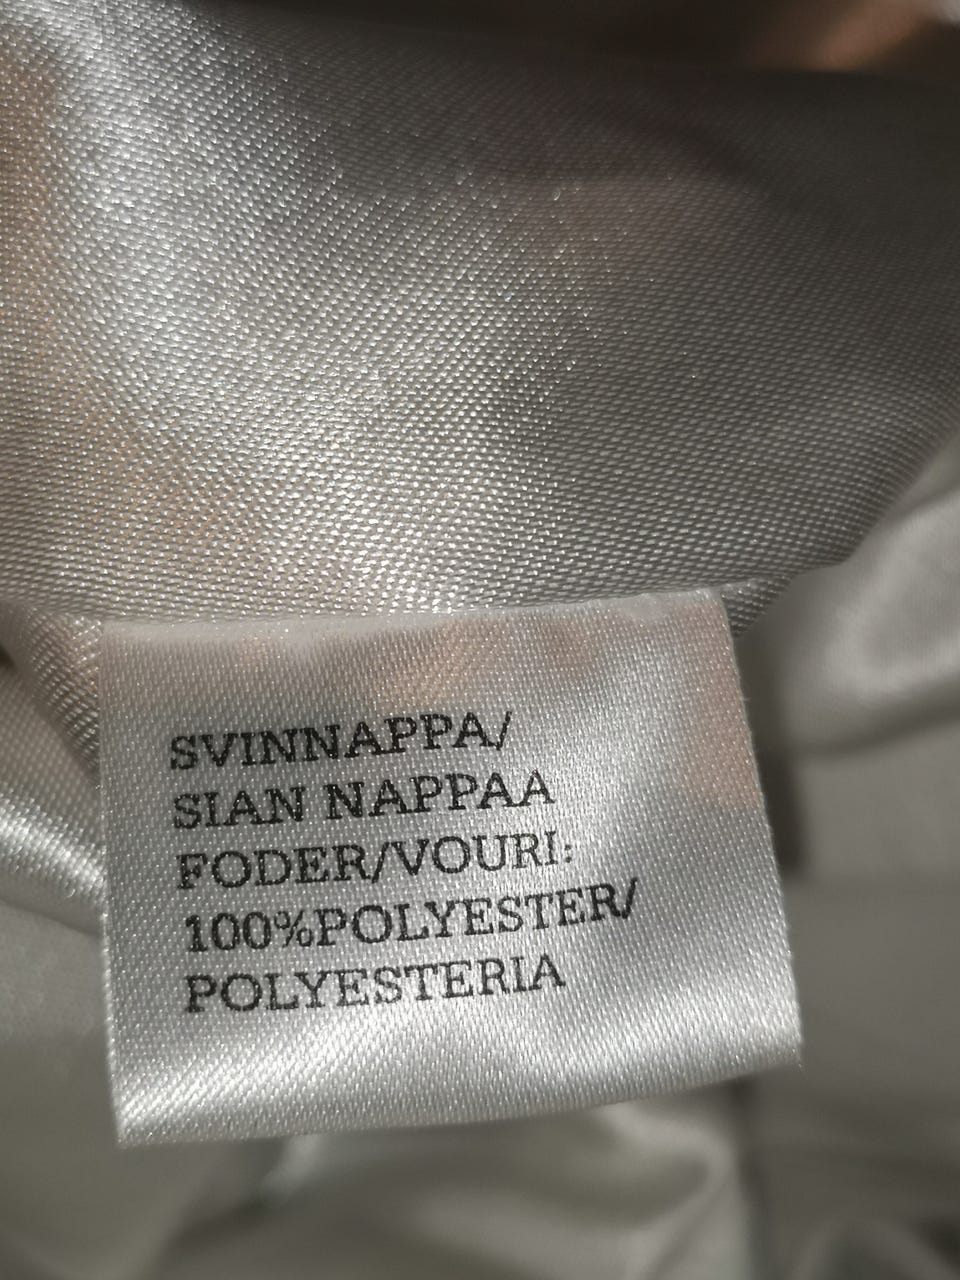 SVINNAPPA/
SIAN NAPPAA
FODER/VOURI:
100%POLYESTER/
POLYESTERIA